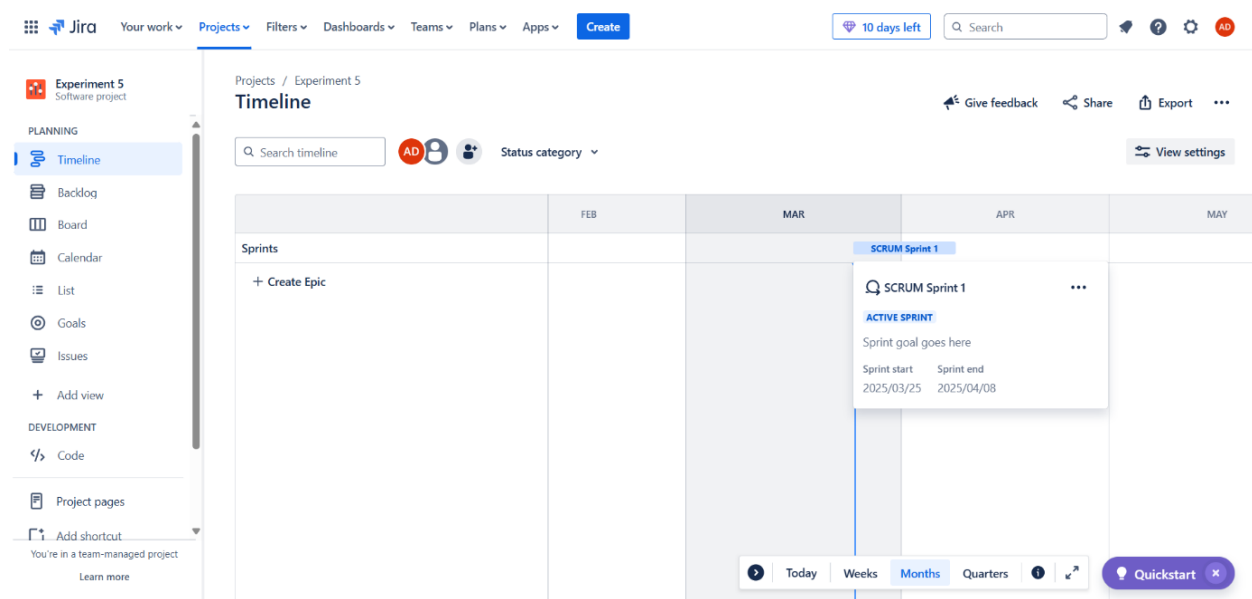 Jira Your work Projects Filters Dashboards Teams Plans Apps Create 10 days left Search AD
Experiment 5
Software project
PLANNING
Timeline
Backlog
Board
Calendar
List
Goals
Issues
Add view
DEVELOPMENT
Code
Project pages
Add shortcut
You're in a team-managed project
Learn more
Projects / Experiment 5
Timeline
Give feedback Share Export
Search timeline AD Status category View settings
FEB MAR APR MAY
Sprints SCRUM Sprint 1
+ Create Epic
SCRUM Sprint 1
ACTIVE SPRINT
Sprint goal goes here
Sprint start Sprint end
2025/03/25 2025/04/08
Today Weeks Months Quarters
Quickstart